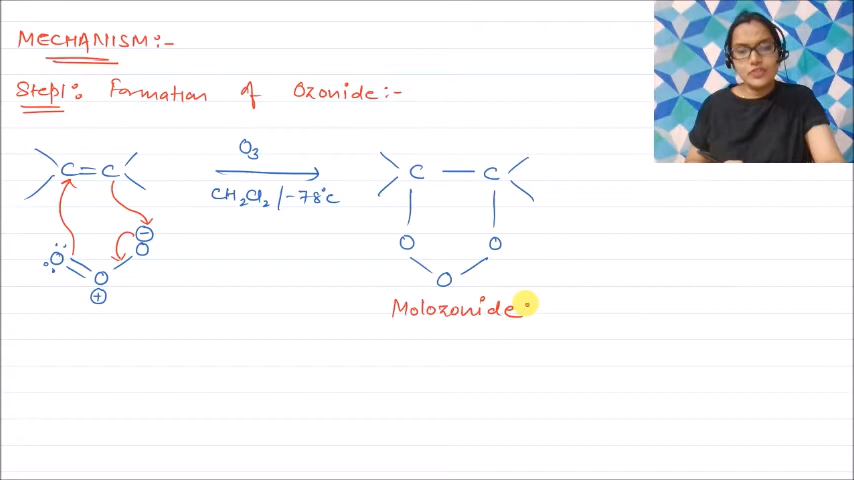 MECHANISM:-
Step1: Formation of Ozonide:-
C=C
O3
CH2Cl2/-78°C
C — C
O O
O
⊖
O
O
⊕
O O
O
Molozonide: